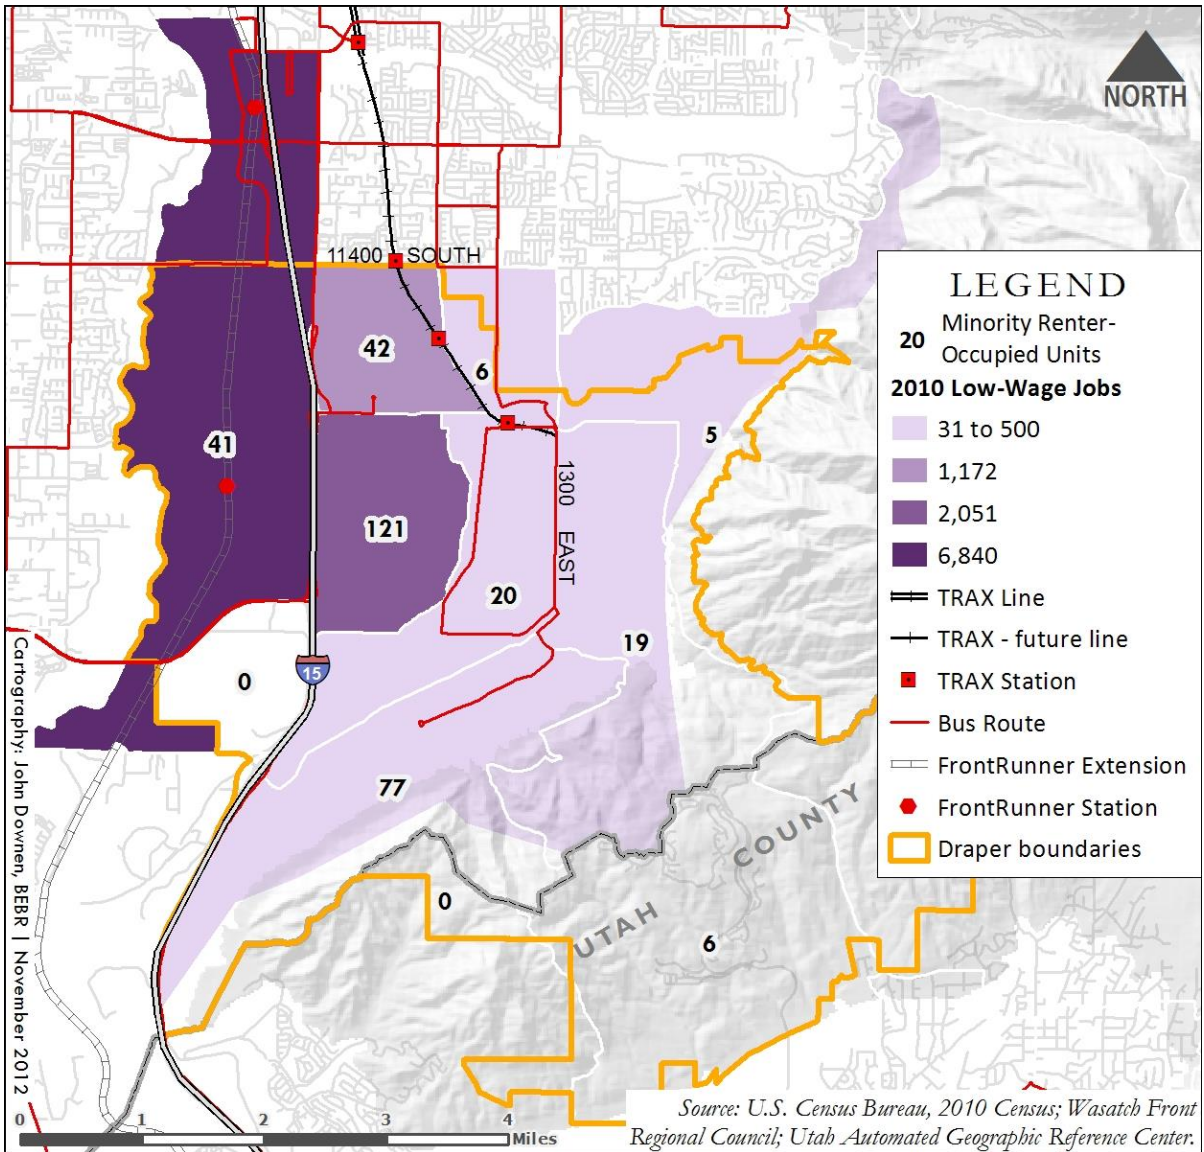 NORTH
11400 SOUTH
42
6
41
5
121
1300 EAST
20
19
0
15
77
0
UTAH COUNTY
6
LEGEND
20 Minority Renter-
Occupied Units
2010 Low-Wage Jobs
31 to 500
1,172
2,051
6,840
TRAX Line
TRAX - future line
TRAX Station
Bus Route
FrontRunner Extension
FrontRunner Station
Draper boundaries
Cartography: John Downen, BEBR | November 2012
0 1 2 3 4
Miles
Source: U.S. Census Bureau, 2010 Census; Wasatch Front
Regional Council; Utah Automated Geographic Reference Center.